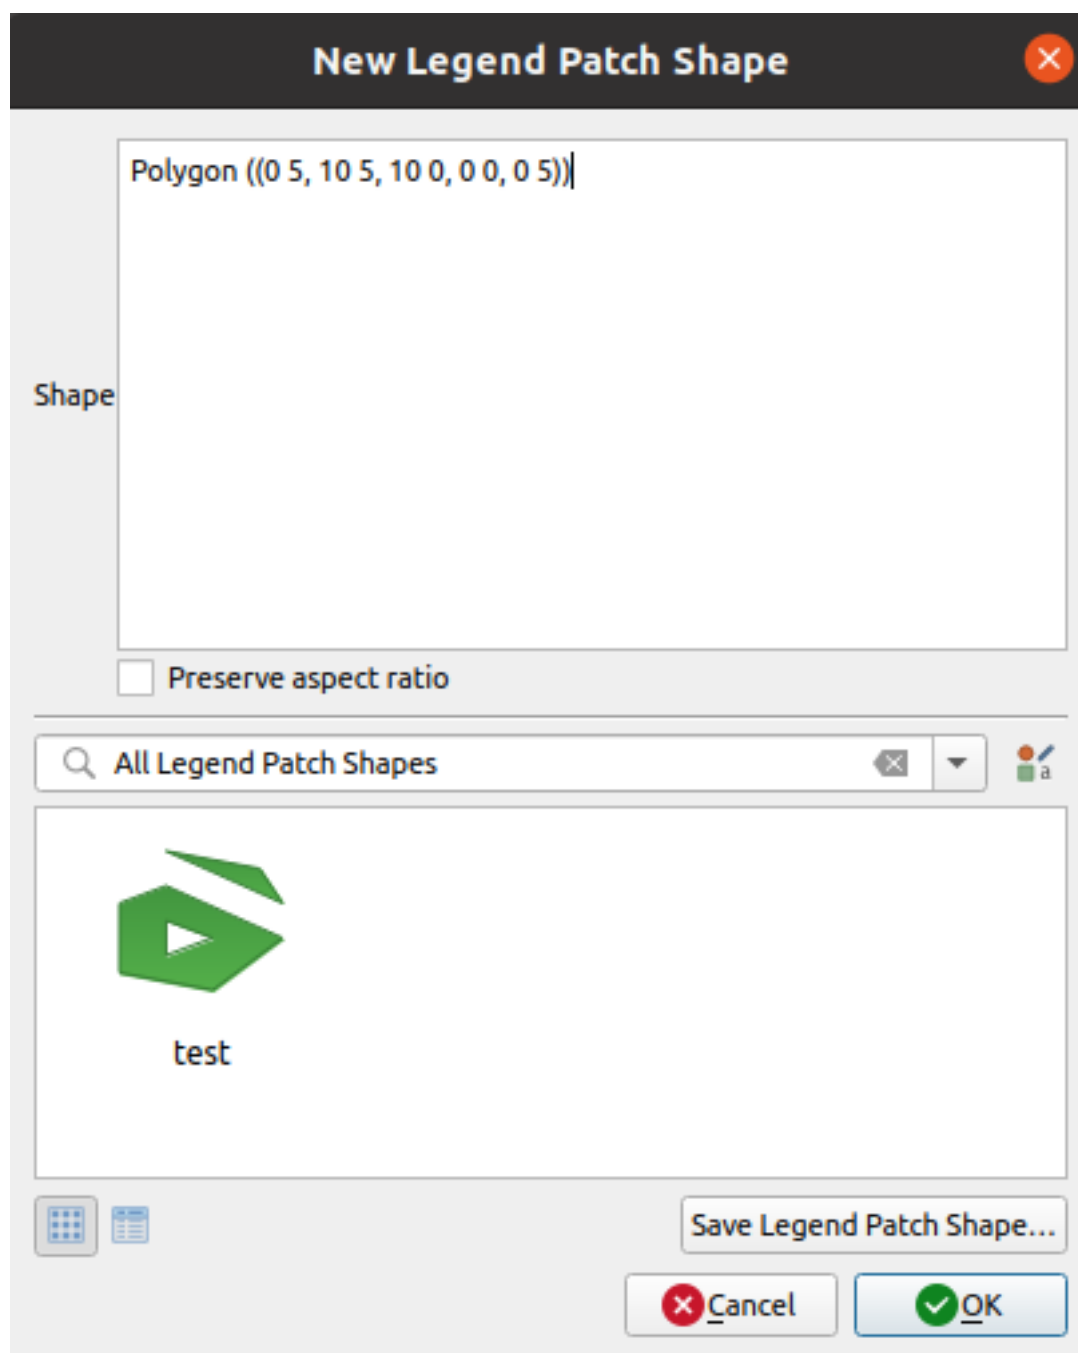 New Legend Patch Shape
Polygon ((0 5, 10 5, 10 0, 0 0, 0 5))
Shape
Preserve aspect ratio
All Legend Patch Shapes
a
test
Save Legend Patch Shape...
Cancel
OK